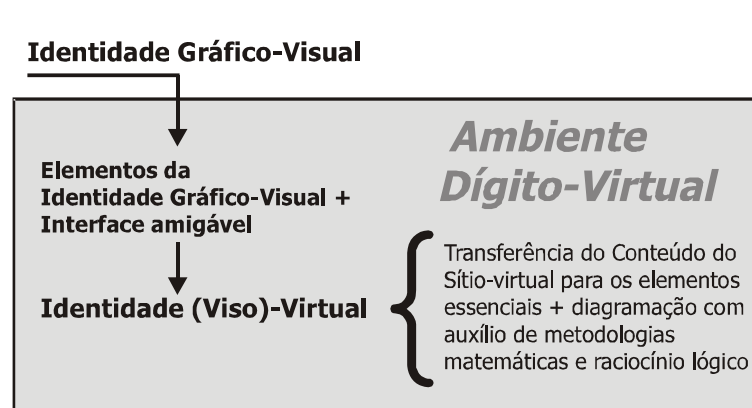 Identidade Gráfico-Visual
Ambiente
Dígito-Virtual
Elementos da
Identidade Gráfico-Visual +
Interface amigável
Identidade (Viso)-Virtual
Transferência do Conteúdo do
Sítio-virtual para os elementos
essenciais + diagramação com
auxílio de metodologias
matemáticas e raciocínio lógico